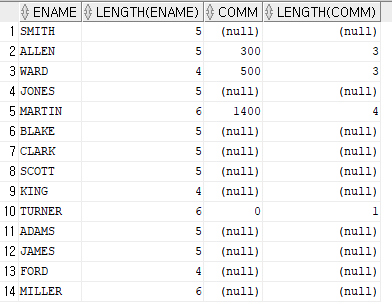 ENAME LENGTH(ENAME) COMM LENGTH(COMM)
1 SMITH 5 (null) (null)
2 ALLEN 5 300 3
3 WARD 4 500 3
4 JONES 5 (null) (null)
5 MARTIN 6 1400 4
6 BLAKE 5 (null) (null)
7 CLARK 5 (null) (null)
8 SCOTT 5 (null) (null)
9 KING 4 (null) (null)
10 TURNER 6 0 1
11 ADAMS 5 (null) (null)
12 JAMES 5 (null) (null)
13 FORD 4 (null) (null)
14 MILLER 6 (null) (null)